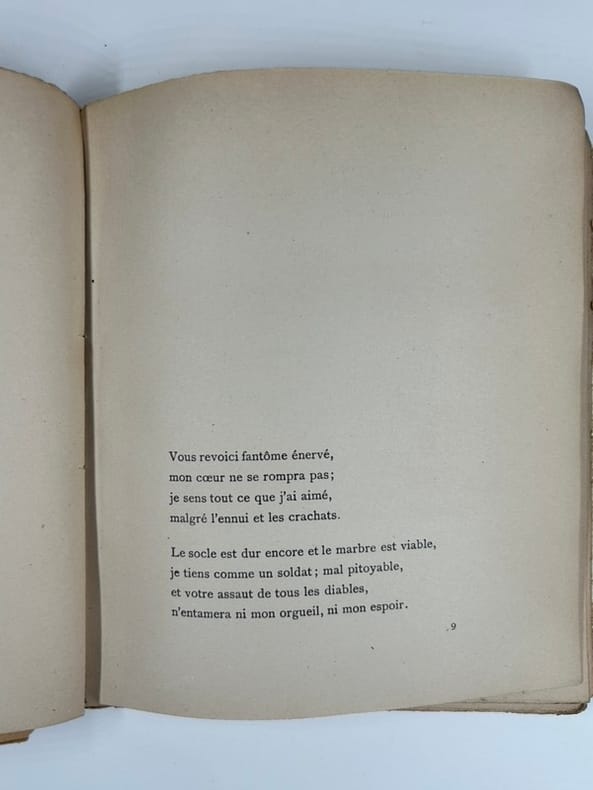 Vous revoici fantôme énervé,
mon cœur ne se rompra pas;
je sens tout ce que j'ai aimé,
malgré l'ennui et les crachats.
Le socle est dur encore et le marbre est viable,
je tiens comme un soldat; mal pitoyable,
et votre assaut de tous les diables,
n'entamera ni mon orgueil, ni mon espoir.
9